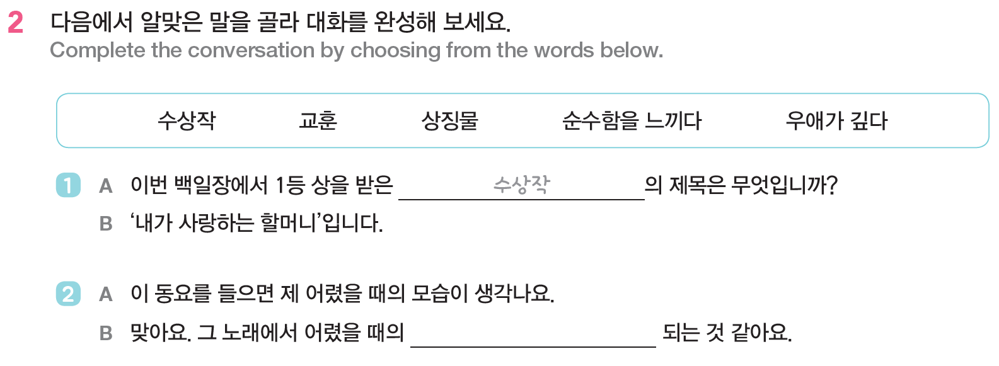 2 다음에서 알맞은 말을 골라 대화를 완성해 보세요.
Complete the conversation by choosing from the words below.
수상작 교훈 상징물 순수함을 느끼다 우애가 깊다
1 A 이번 백일장에서 1등 상을 받은 수상작의 제목은 무엇입니까?
B ‘내가 사랑하는 할머니’입니다.
2 A 이 동요를 들으면 제 어렸을 때의 모습이 생각나요.
B 맞아요. 그 노래에서 어렸을 때의 되는 것 같아요.